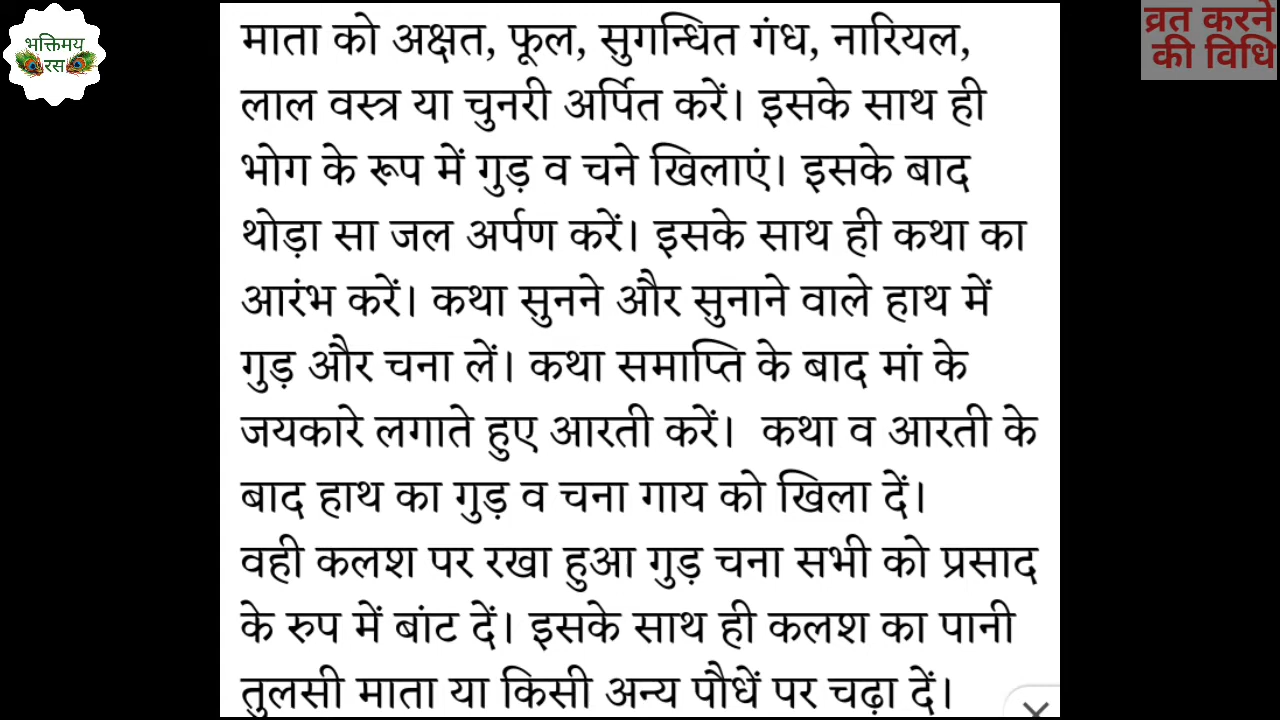 भक्तिमय
रस
व्रत करने
की विधि
माता को अक्षत, फूल, सुगन्धित गंध, नारियल,
लाल वस्त्र या चुनरी अर्पित करें। इसके साथ ही
भोग के रूप में गुड़ व चने खिलाएं। इसके बाद
थोड़ा सा जल अर्पण करें। इसके साथ ही कथा का
आरंभ करें। कथा सुनने और सुनाने वाले हाथ में
गुड़ और चना लें। कथा समाप्ति के बाद मां के
जयकारे लगाते हुए आरती करें।  कथा व आरती के
बाद हाथ का गुड़ व चना गाय को खिला दें।
वही कलश पर रखा हुआ गुड़ चना सभी को प्रसाद
के रुप में बांट दें। इसके साथ ही कलश का पानी
तुलसी माता या किसी अन्य पौधें पर चढ़ा दें।